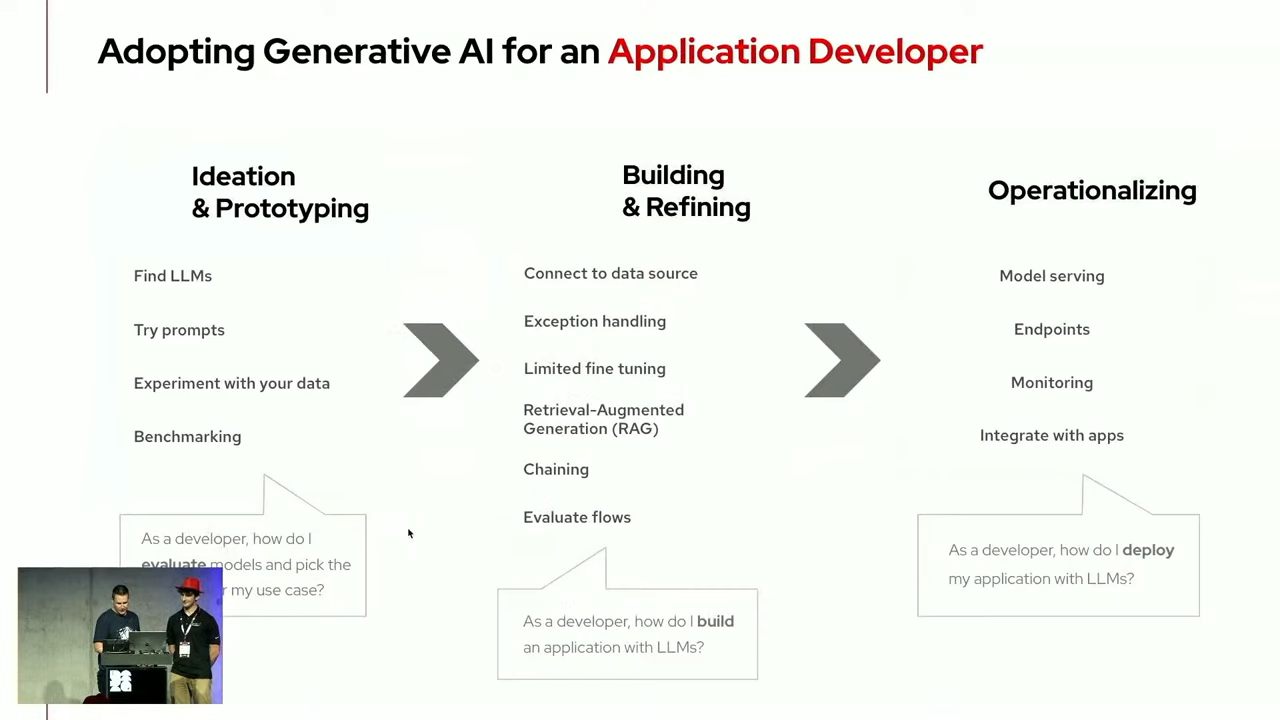 Adopting Generative AI for an Application Developer
Ideation
& Prototyping
Find LLMs
Try prompts
Experiment with your data
Benchmarking
As a developer, how do I
evaluate models and pick the
my use case?
Building
& Refining
Connect to data source
Exception handling
Limited fine tuning
Retrieval-Augmented
Generation (RAG)
Chaining
Evaluate flows
As a developer, how do I build
an application with LLMs?
Operationalizing
Model serving
Endpoints
Monitoring
Integrate with apps
As a developer, how do I deploy
my application with LLMs?